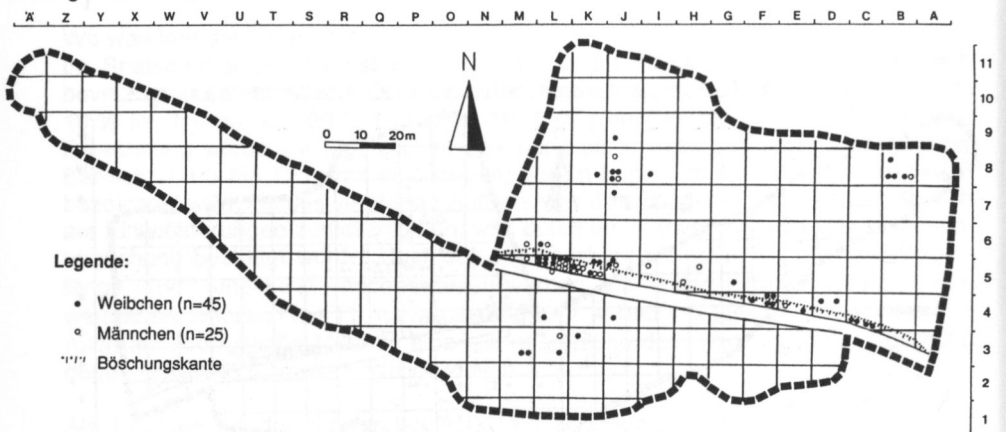 Ä Z Y X W V U T S R Q P O N M L K J I H G F E D C B A
11
10
9
8
7
6
5
4
3
2
1
N
0 10 20m
Legende:
Weibchen (n=45)
Männchen (n=25)
Böschungskante